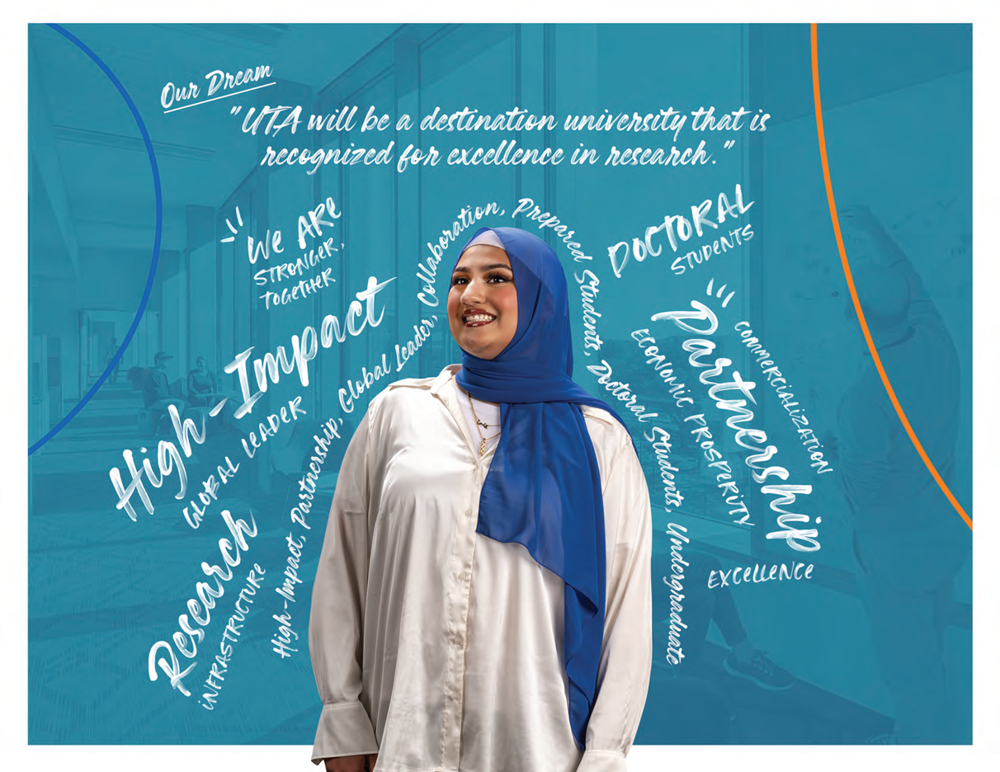 Our Dream
"UTA will be a destination university that is
recognized for excellence in research."
We are
stronger,
together
High-Impact
Global Leader
Research
infrastructure
High-Impact, Partnership, Global Leader, Collaboration, Prepared Students, Doctoral Students, Undergraduate
Doctoral
Students
Partnership
Commercialization
Economic Prosperity
Excellence